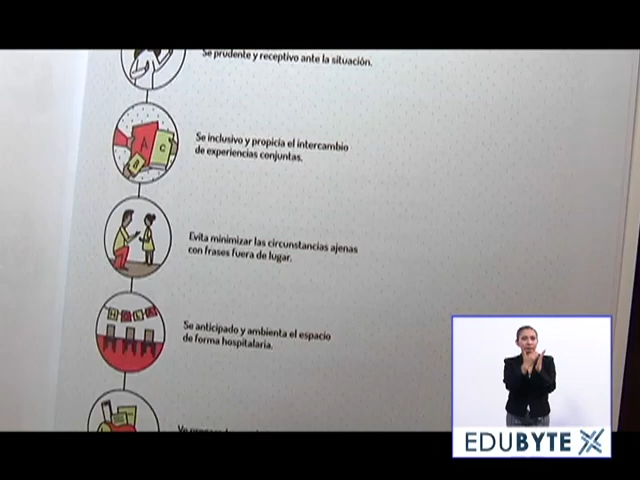 Se prudente y receptivo ante la situación.
Se inclusivo y propicia el intercambio
de experiencias conjuntas.
A
C
B
Evita minimizar las circunstancias ajenas
con frases fuera de lugar.
HOLA
Se anticipado y ambienta el espacio
de forma hospitalaria.
EDUBYTE